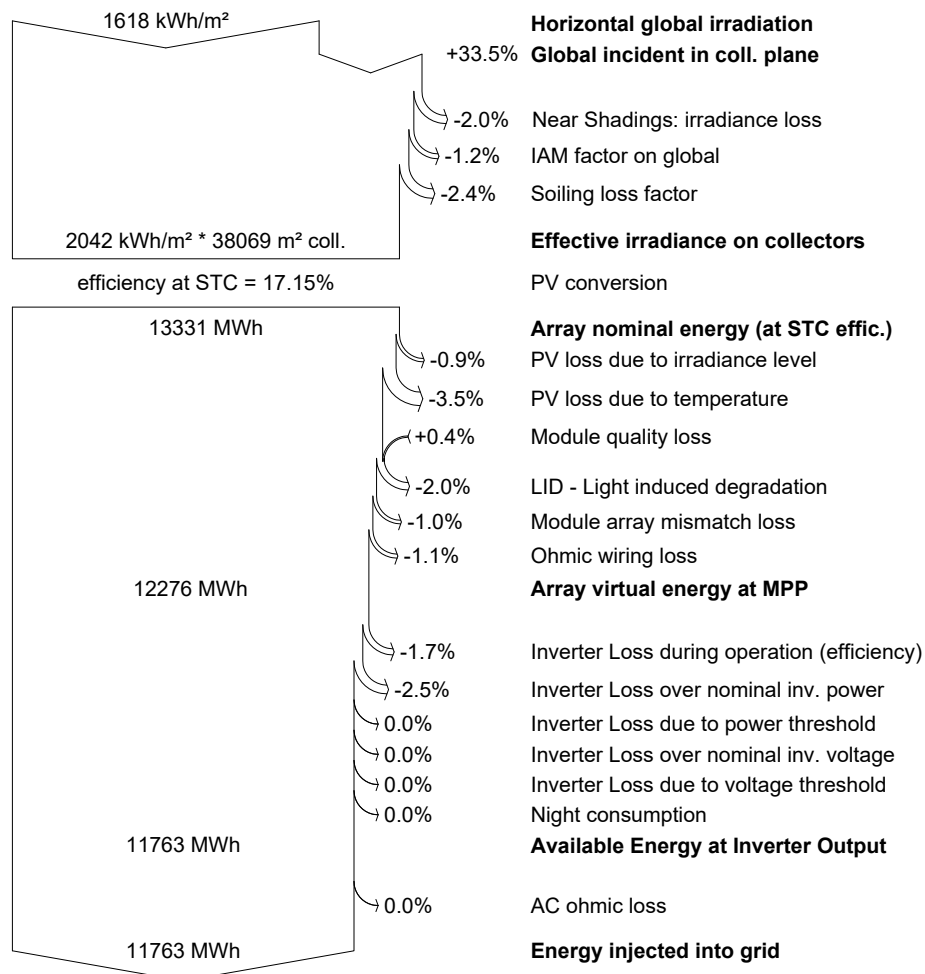 1618 kWh/m² Horizontal global irradiation
+33.5% Global incident in coll. plane
-2.0% Near Shadings: irradiance loss
-1.2% IAM factor on global
-2.4% Soiling loss factor
2042 kWh/m² * 38069 m² coll. Effective irradiance on collectors
efficiency at STC = 17.15% PV conversion
13331 MWh Array nominal energy (at STC effic.)
-0.9% PV loss due to irradiance level
-3.5% PV loss due to temperature
+0.4% Module quality loss
-2.0% LID - Light induced degradation
-1.0% Module array mismatch loss
-1.1% Ohmic wiring loss
12276 MWh Array virtual energy at MPP
-1.7% Inverter Loss during operation (efficiency)
-2.5% Inverter Loss over nominal inv. power
0.0% Inverter Loss due to power threshold
0.0% Inverter Loss over nominal inv. voltage
0.0% Inverter Loss due to voltage threshold
0.0% Night consumption
11763 MWh Available Energy at Inverter Output
0.0% AC ohmic loss
11763 MWh Energy injected into grid